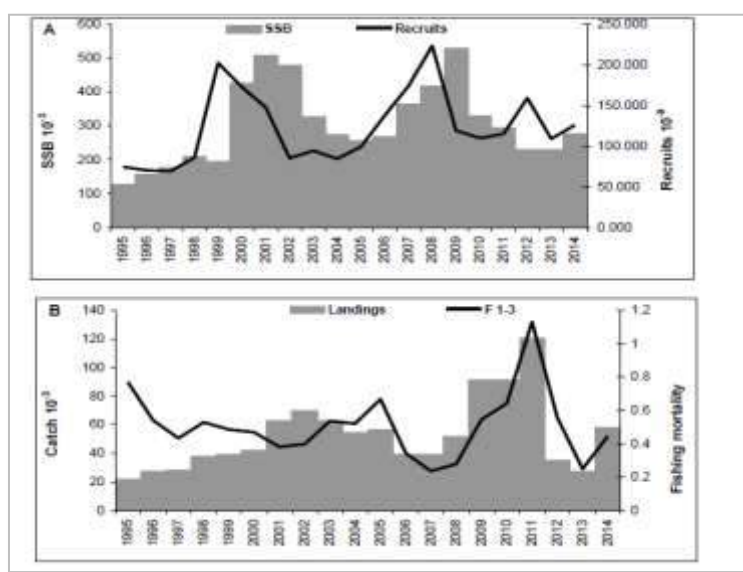 A
SSB
Recruits
600
500
400
300
200
100
0
SSB 10⁻³
250.000
200.000
150.000
100.000
50.000
0.000
Recruits 10⁻⁹
1995 1996 1997 1998 1999 2000 2001 2002 2003 2004 2005 2006 2007 2008 2009 2010 2011 2012 2013 2014
B
Landings
F 1-3
140
120
100
80
60
40
20
0
Catch 10⁻³
1.2
1
0.8
0.6
0.4
0.2
0
Fishing mortality
1995 1996 1997 1998 1999 2000 2001 2002 2003 2004 2005 2006 2007 2008 2009 2010 2011 2012 2013 2014